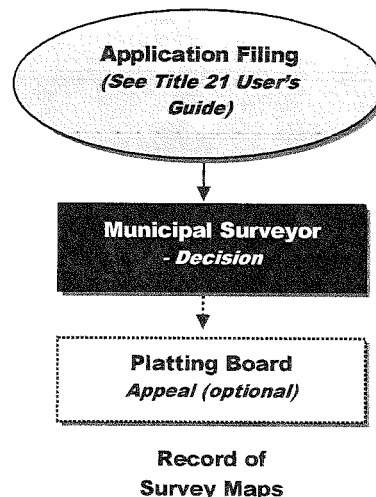 Application Filing
(See Title 21 User's
Guide)
Municipal Surveyor
- Decision
Platting Board
Appeal (optional)
Record of
Survey Maps